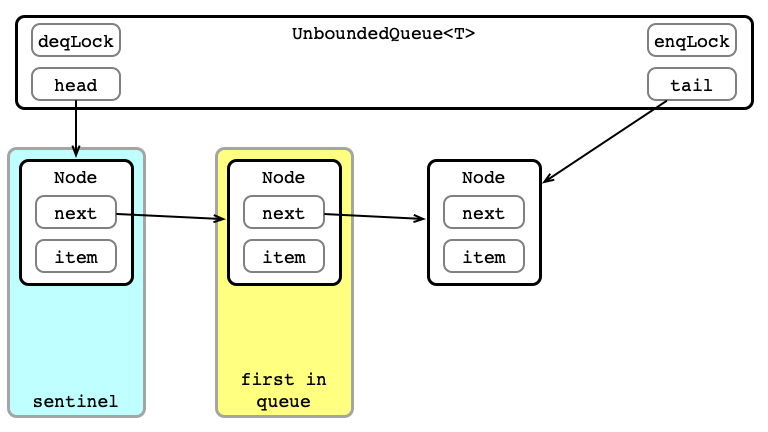 UnboundedQueue<T>
deqLock
enqLock
head
tail
Node
next
item
sentinel
Node
next
item
first in
queue
Node
next
item